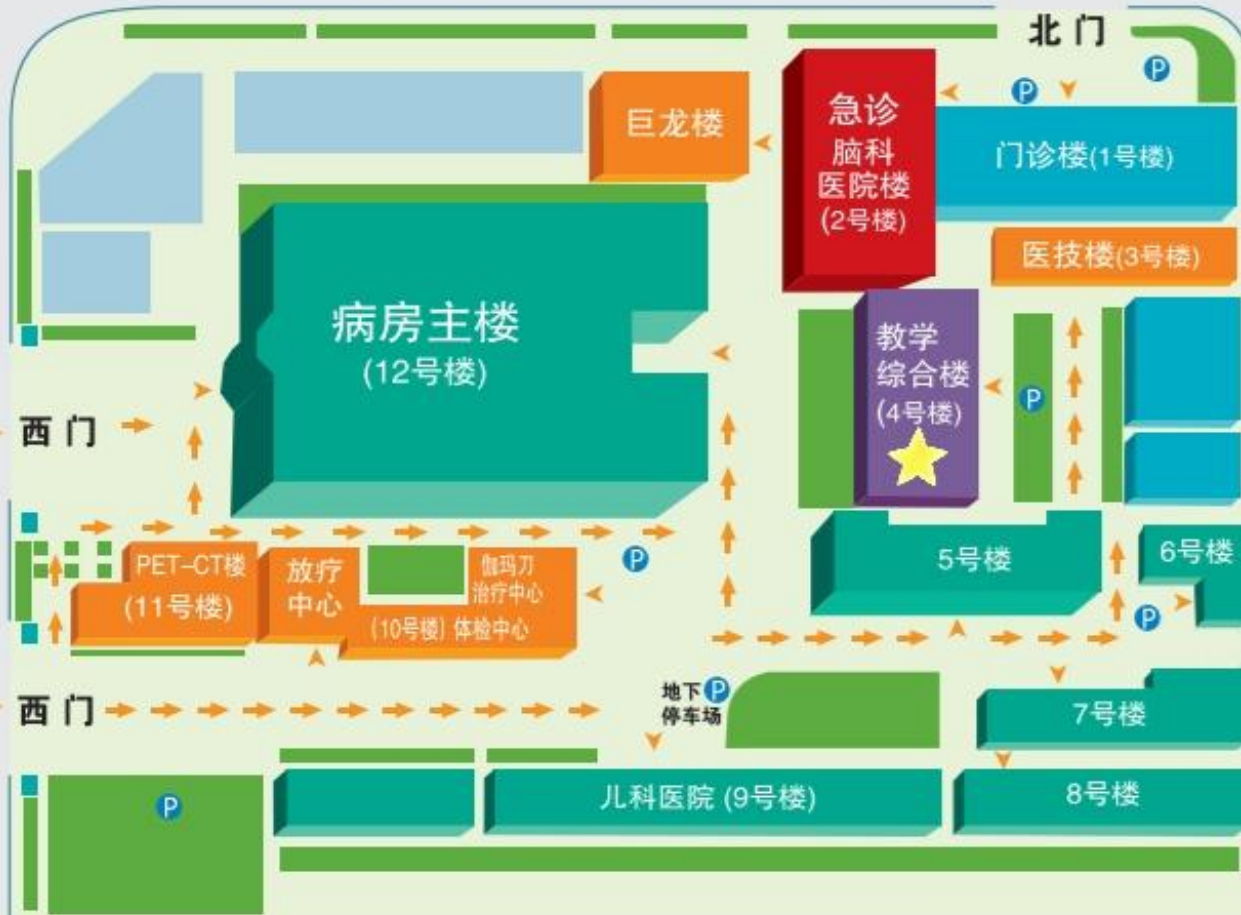 北门
P
P
巨龙楼
急诊
脑科
医院楼
(2号楼)
门诊楼(1号楼)
医技楼(3号楼)
病房主楼
(12号楼)
教学
综合楼
(4号楼)
P
西门
PET-CT楼
(11号楼)
放疗
中心
伽玛刀
治疗中心
(10号楼) 体检中心
P
5号楼
6号楼
P
西门
地下 P
停车场
7号楼
P
儿科医院 (9号楼)
8号楼